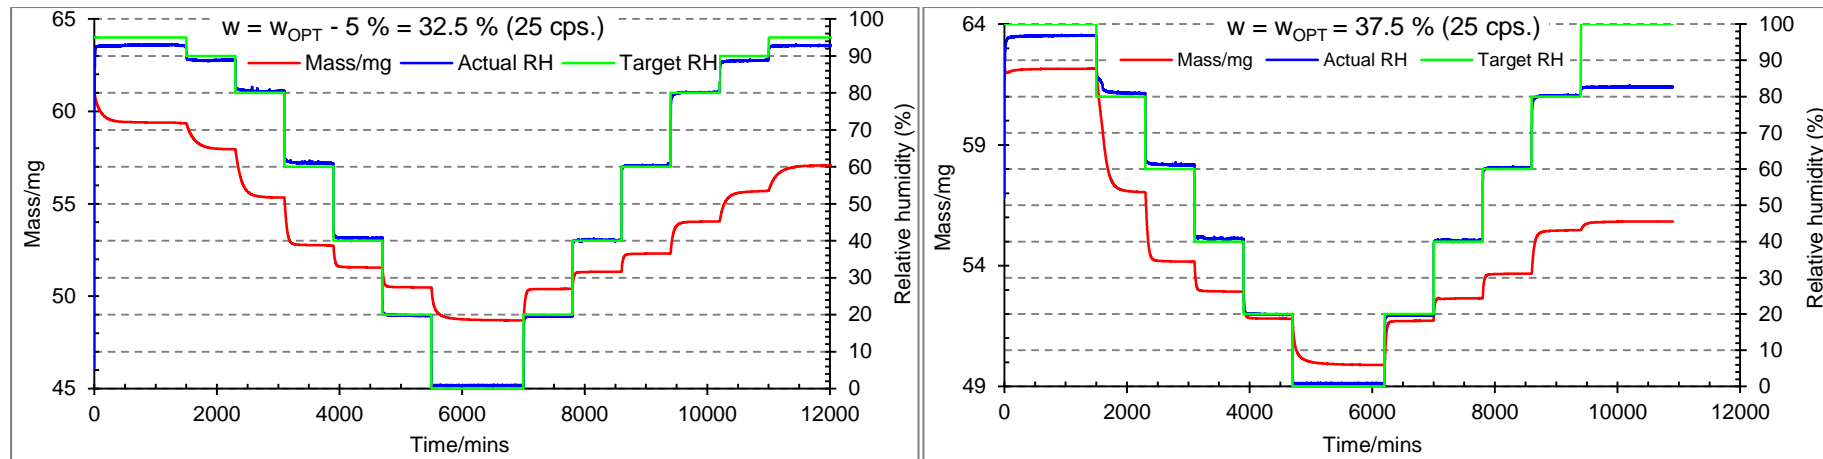 w = wOPT - 5 % = 32.5 % (25 cps.)
Mass/mg Actual RH Target RH
65
60
55
50
45
Mass/mg
100
90
80
70
60
50
40
30
20
10
0
Relative humidity (%)
0 2000 4000 6000 8000 10000 12000
Time/mins
w = wOPT = 37.5 % (25 cps.)
Mass/mg Actual RH Target RH
64
59
54
49
Mass/mg
100
90
80
70
60
50
40
30
20
10
0
Relative humidity (%)
0 2000 4000 6000 8000 10000 12000
Time/mins